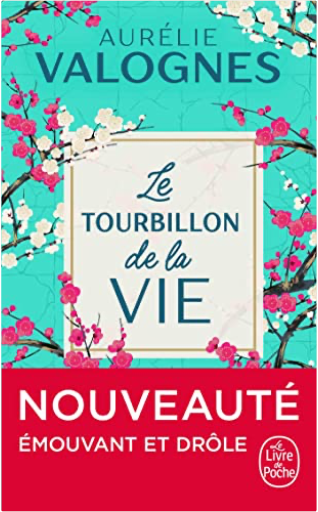 AURÉLIE
VALOGNES
Le
TOURBILLON
de la
VIE
NOUVEAUTÉ
ÉMOUVANT ET DRÔLE
Le
Livre
de
Poche